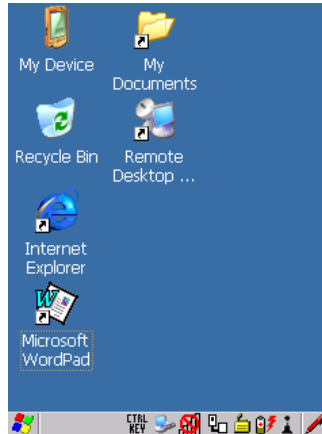 My Device
My
Documents
Recycle Bin
Remote
Desktop ...
Internet
Explorer
Microsoft
WordPad
CTRL
KEY